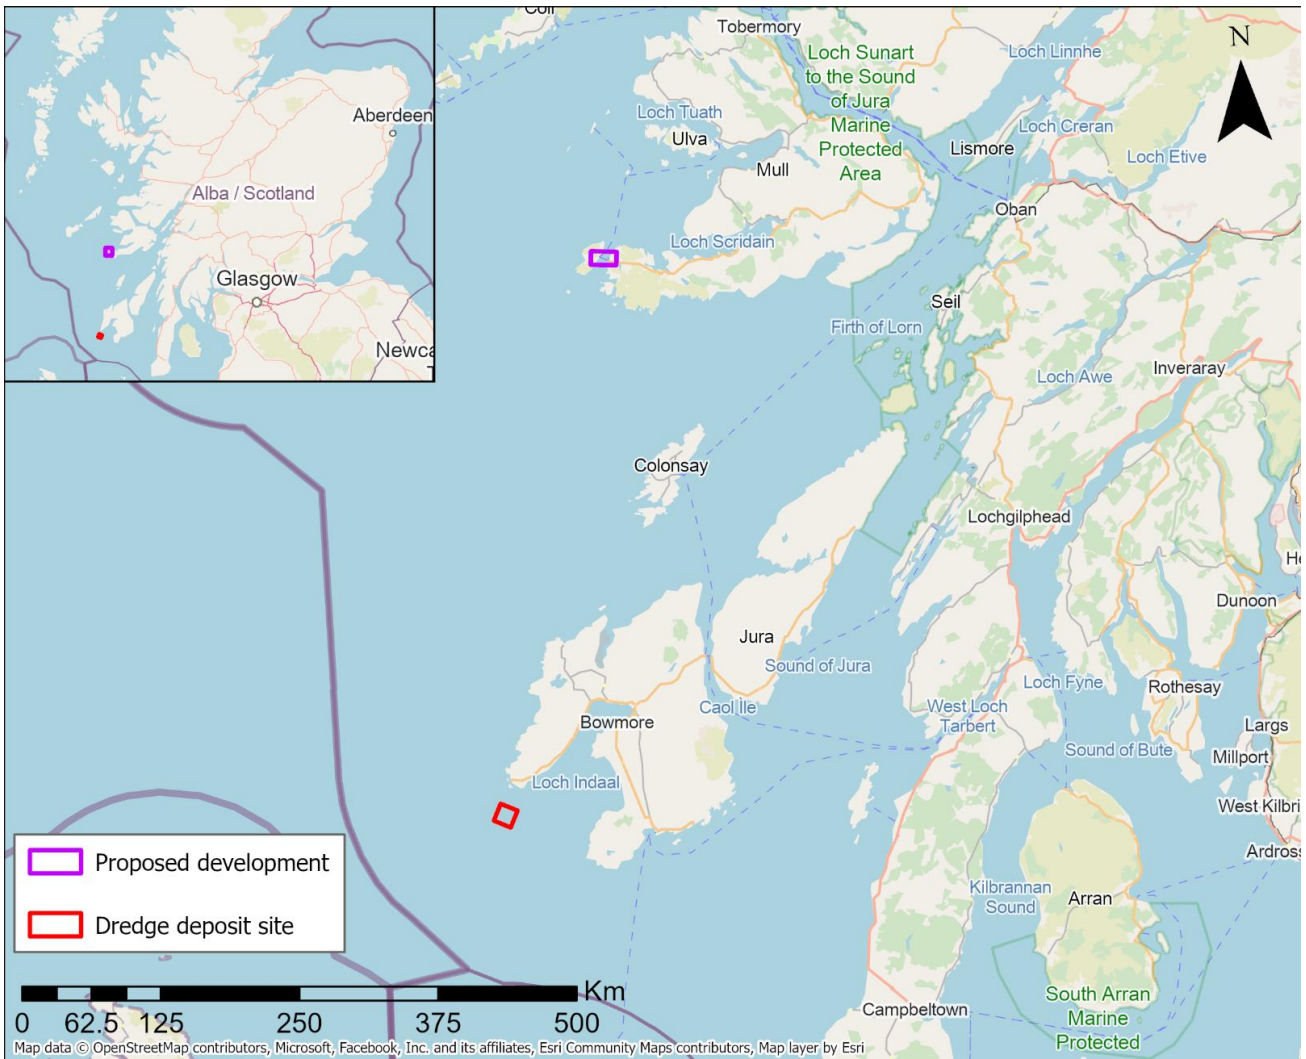 Coll
Tobermory
Loch Sunart
to the Sound
of Jura
Marine
Protected
Area
Loch Linnhe
N
Aberdeen
Loch Tuath
Ulva
Lismore
Loch Creran
Loch Etive
Mull
Alba / Scotland
Oban
Loch Scridain
Glasgow
Seil
Firth of Lorn
Newca
Inveraray
Loch Awe
Colonsay
Lochgilphead
He
Dunoon
Jura
Sound of Jura
Loch Fyne
Rothesay
Caol Ìle
West Loch
Tarbert
Bowmore
Largs
Sound of Bute
Millport
Loch Indaal
West Kilbri
Ardross
Proposed development
Dredge deposit site
Kilbrannan
Sound
Arran
South Arran
Marine
Protected
Campbeltown
Km
0 62.5 125 250 375 500
Map data © OpenStreetMap contributors, Microsoft, Facebook, Inc. and its affiliates, Esri Community Maps contributors, Map layer by Esri